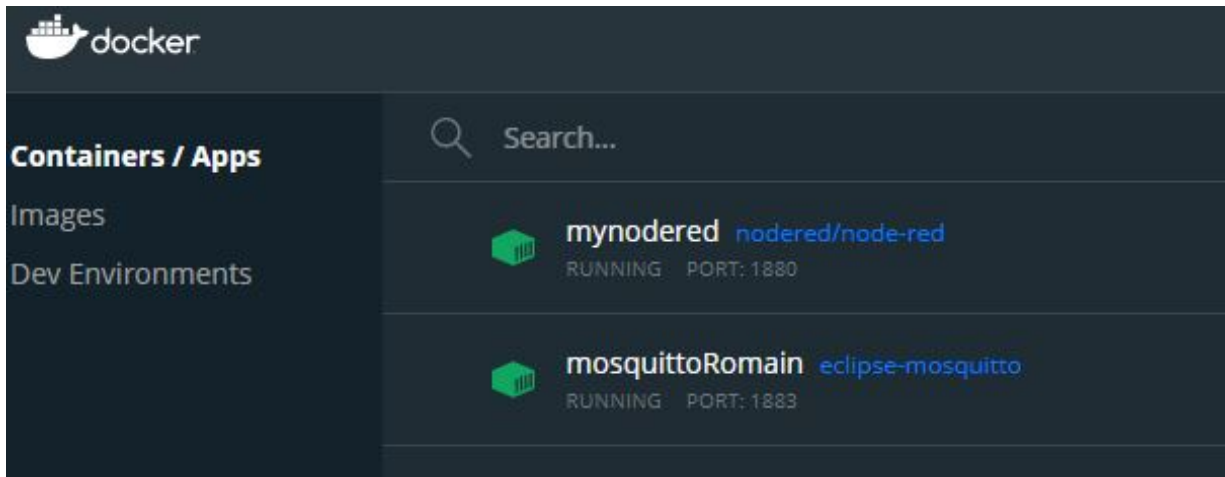 docker
Containers / Apps
Images
Dev Environments
Search...
mynodered nodered/node-red
RUNNING PORT: 1880
mosquittoRomain eclipse-mosquitto
RUNNING PORT: 1883